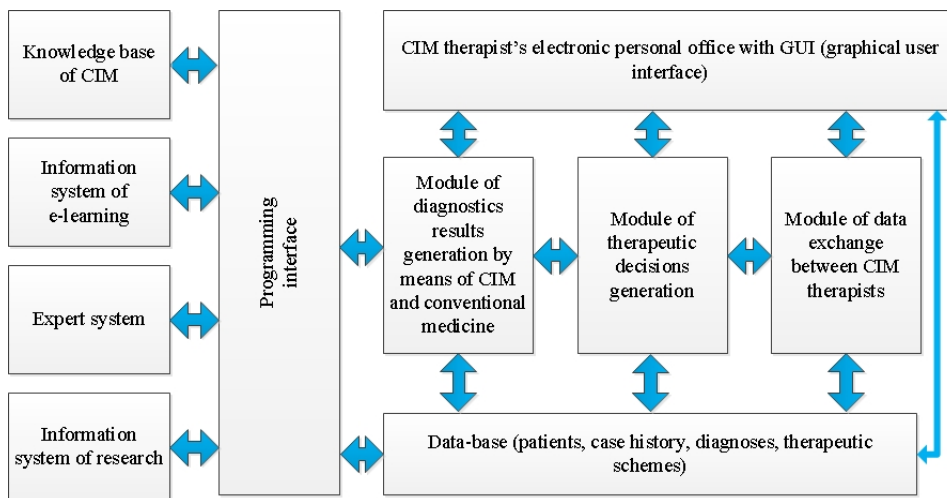 Knowledge base
of CIM
Information
system of
e-learning
Expert system
Information
system of research
Programming
interface
CIM therapist's electronic personal office with GUI (graphical user
interface)
Module of
diagnostics
results
generation by
means of CIM
and conventional
medicine
Module of
therapeutic
decisions
generation
Module of data
exchange
between CIM
therapists
Data-base (patients, case history, diagnoses, therapeutic
schemes)